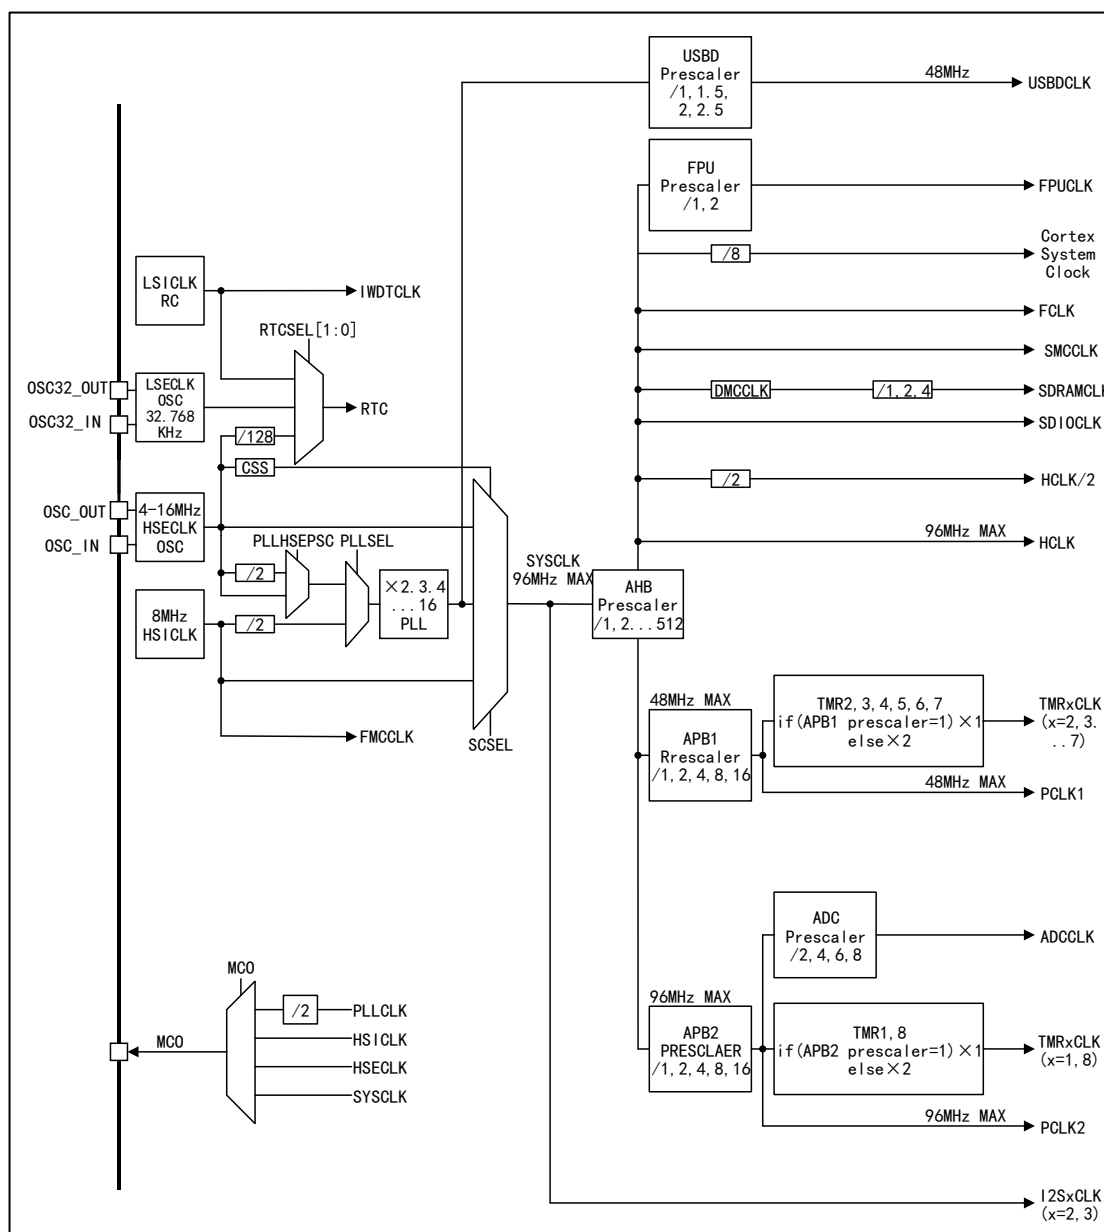 USBD
Prescaler
/1, 1.5,
2, 2.5
48MHz
USBDCLK
FPU
Prescaler
/1, 2
FPUCLK
/8
Cortex
System
Clock
LSICLK
RC
IWDTCLK
FCLK
RTCSEL[1:0]
SMCCLK
OSC32_OUT
OSC32_IN
LSECLK
OSC
32.768
KHz
RTC
DMCCLK
/1, 2, 4
SDRAMCLK
SDIOCLK
/128
CSS
/2
HCLK/2
OSC_OUT
OSC_IN
4-16MHz
HSECLK
OSC
96MHz MAX
HCLK
PLLHSEPSC
PLLSEL
/2
×2. 3. 4
...16
PLL
SYSCLK
96MHz MAX
AHB
Prescaler
/1, 2...512
8MHz
HSICLK
/2
FMCCLK
SCSEL
48MHz MAX
APB1
Rrescaler
/1, 2, 4, 8, 16
TMR2, 3, 4, 5, 6, 7
if(APB1 prescaler=1) ×1
else×2
TMRxCLK
(x=2, 3.
..7)
48MHz MAX
PCLK1
ADC
Prescaler
/2, 4, 6, 8
ADCCLK
MCO
/2
PLLCLK
HSICLK
HSECLK
SYSCLK
MCO
96MHz MAX
APB2
PRESCLAER
/1, 2, 4, 8, 16
TMR1, 8
if(APB2 prescaler=1) ×1
else×2
TMRxCLK
(x=1, 8)
96MHz MAX
PCLK2
I2SxCLK
(x=2, 3)